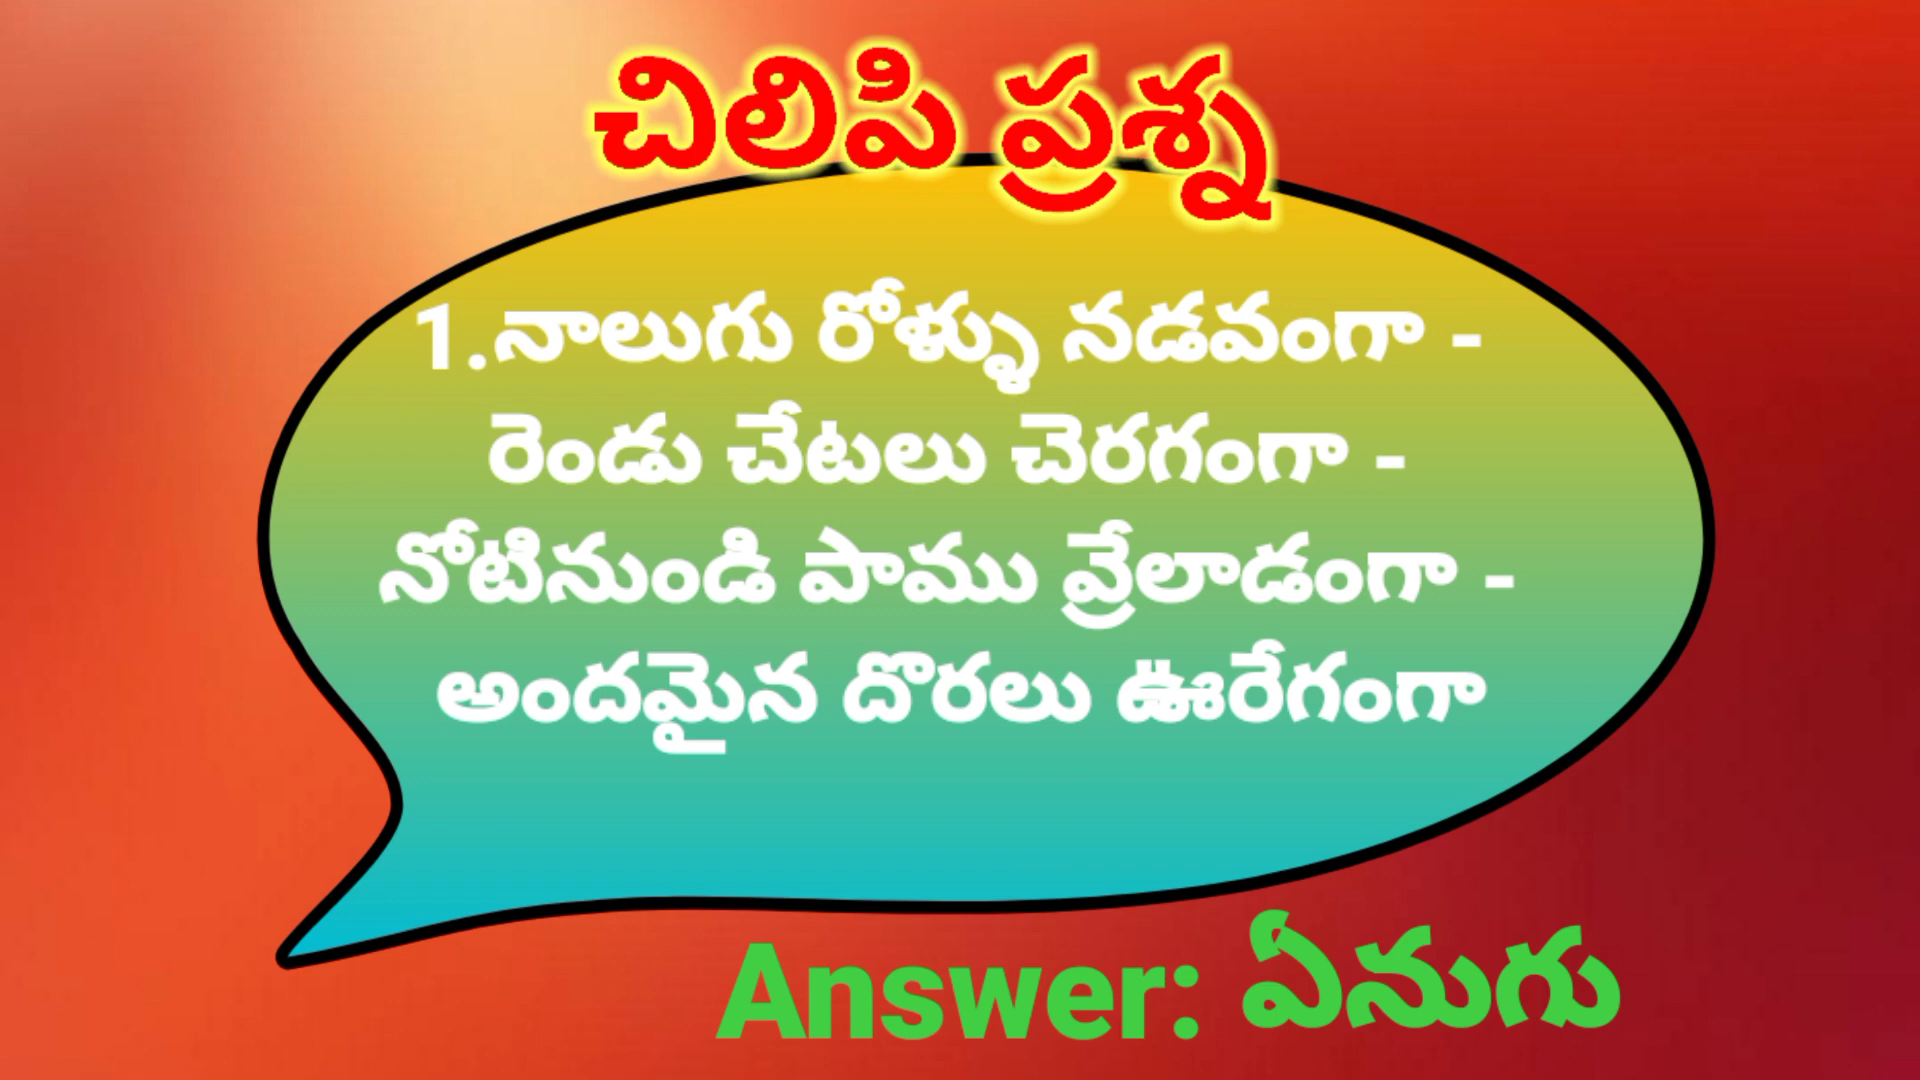 చిలిపి ప్రశ్న
1.నాలుగు రోళ్ళు నడవంగా -
రెండు చేటలు చెరగంగా -
నోటినుండి పాము వ్రేలాడంగా -
అందమైన దొరలు ఊరేగంగా
Answer: ఏనుగు